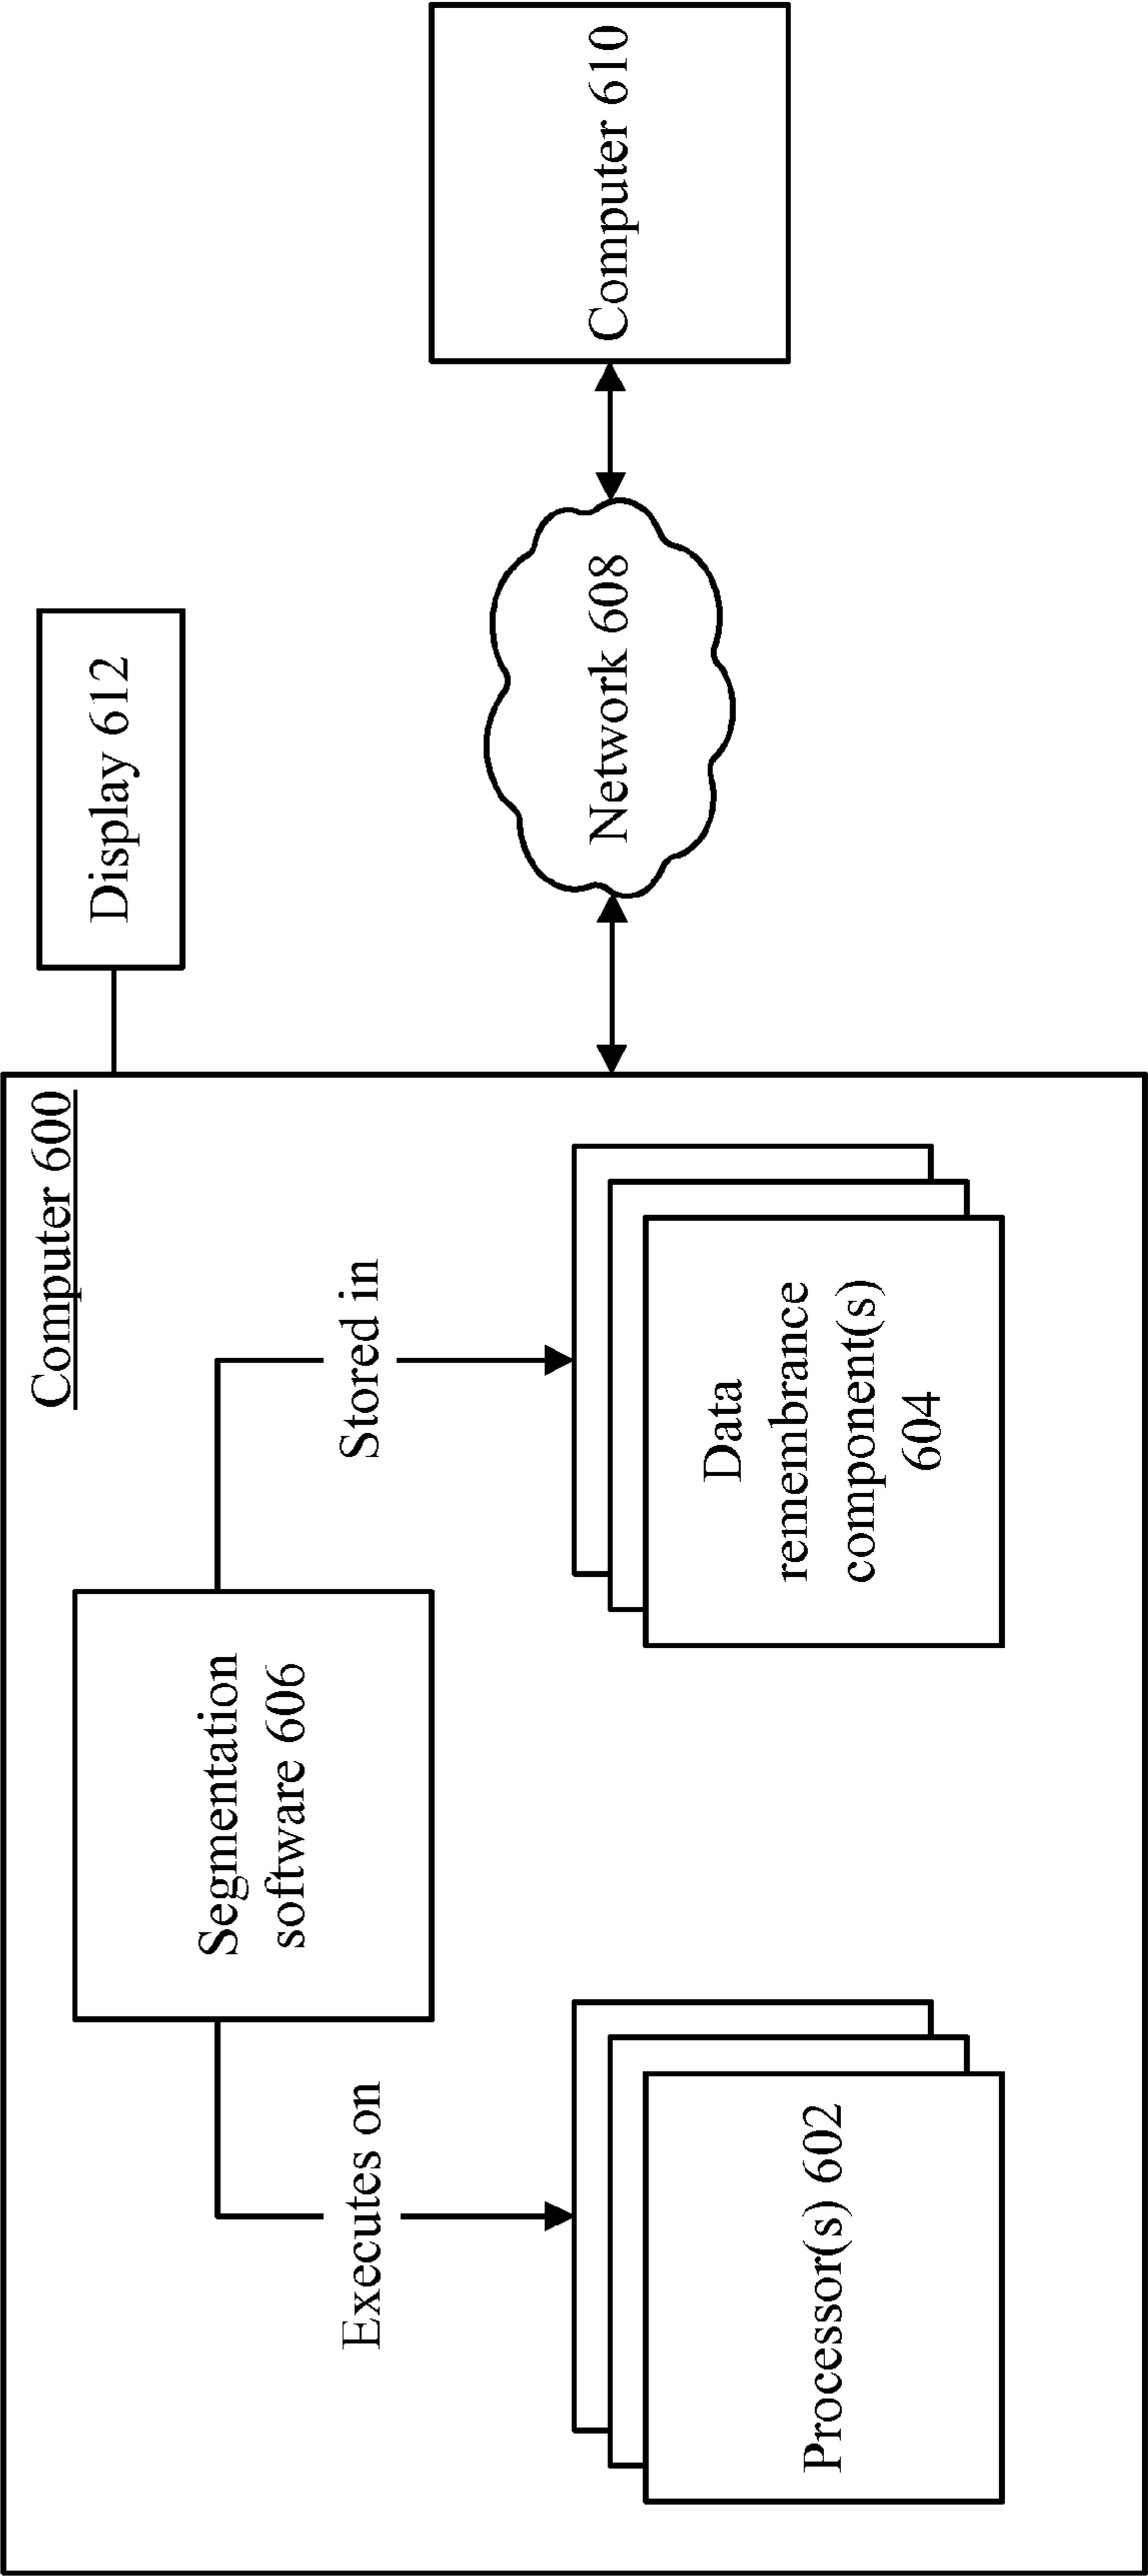 Computer 600
Segmentation
software 606
Executes on
Stored in
Processor(s) 602
Data
remembrance
component(s)
604
Display 612
Network 608
Computer 610